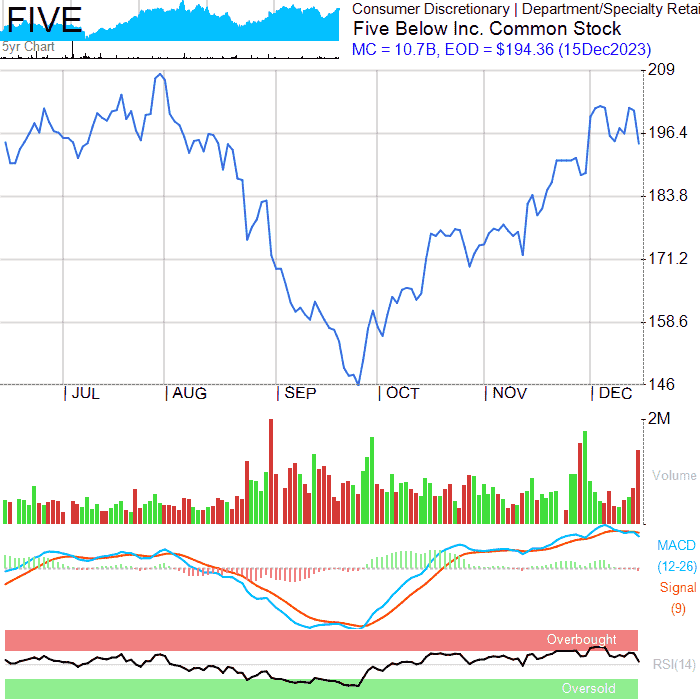 FIVE
5yr Chart
Consumer Discretionary | Department/Specialty Retai
Five Below Inc. Common Stock
MC = 10.7B, EOD = $194.36 (15Dec2023)
209
196.4
183.8
171.2
158.6
146
JUL AUG SEP OCT NOV DEC
2M
Volume
MACD
(12-26)
Signal
(9)
Overbought
RSI(14)
Oversold